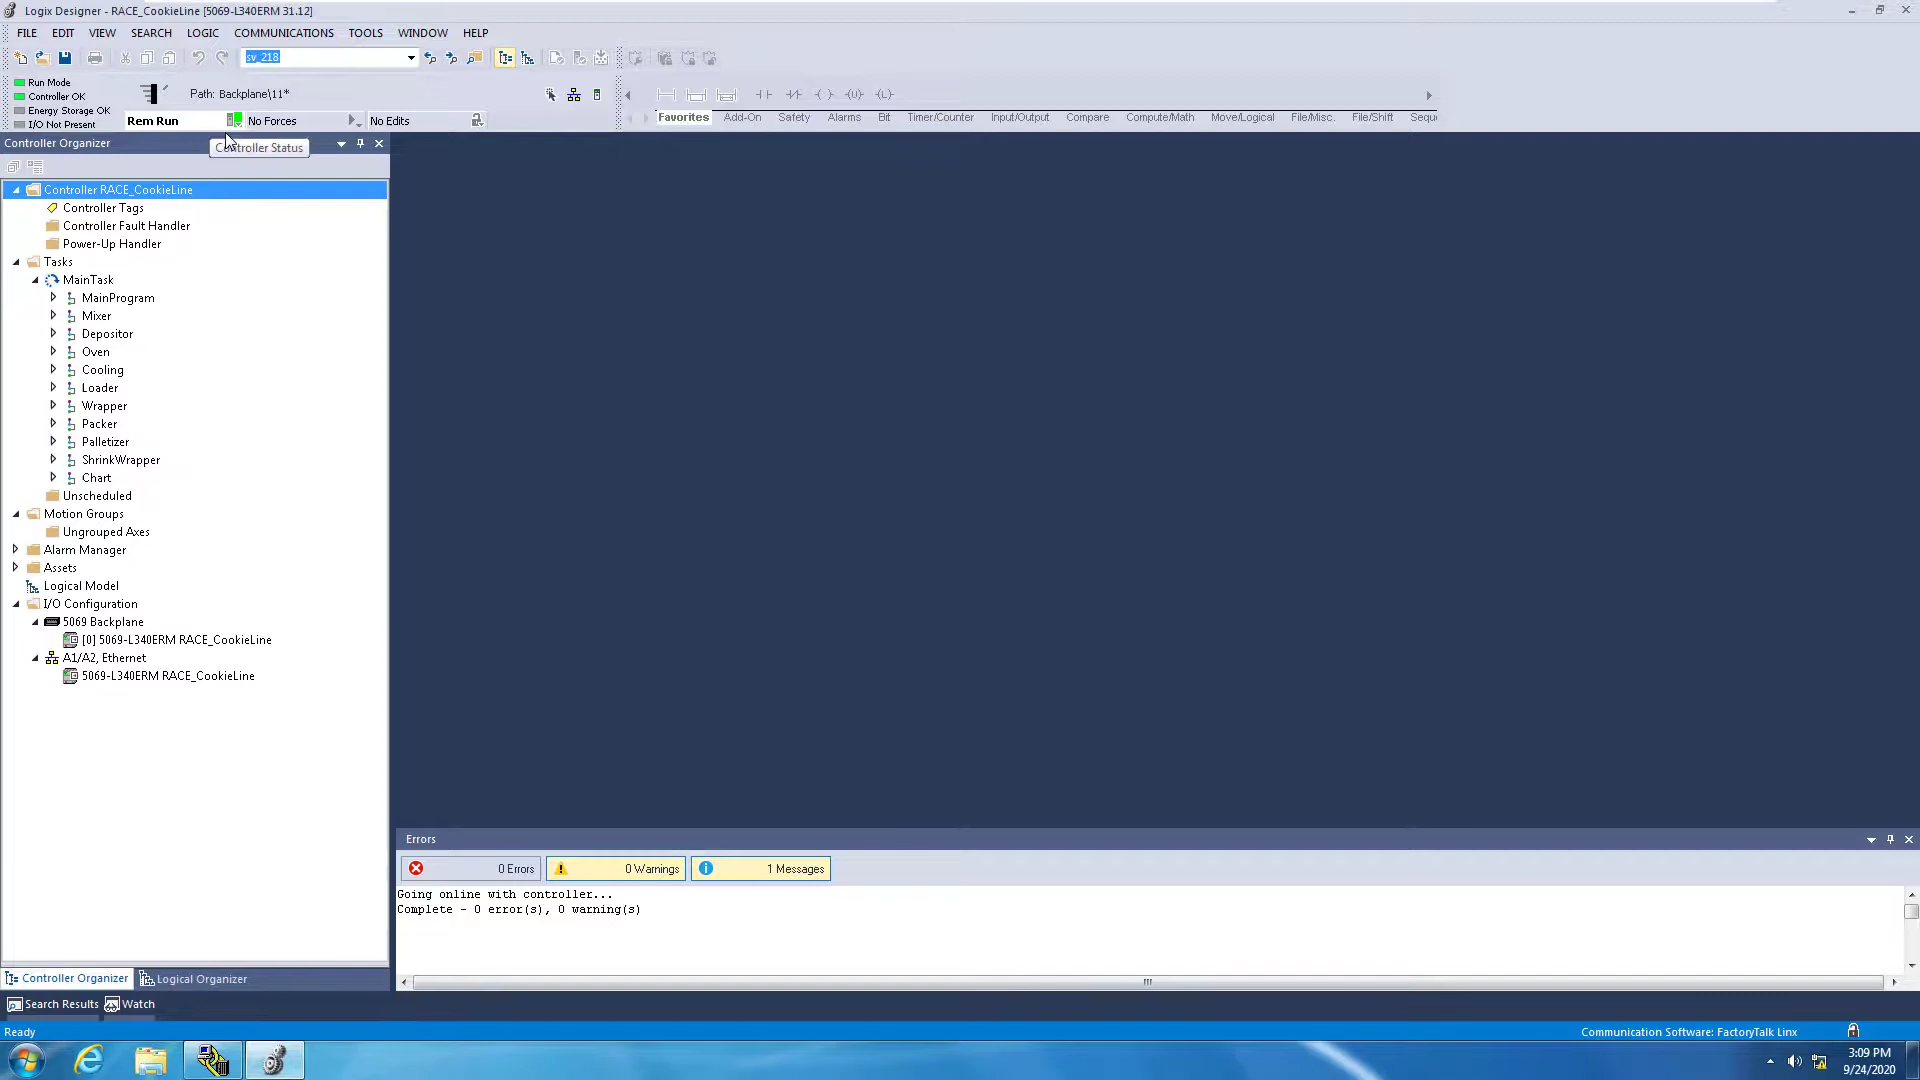 Logix Designer - RACE_CookieLine [5069-L340ERM 31.12]
FILE EDIT VIEW SEARCH LOGIC COMMUNICATIONS TOOLS WINDOW HELP
sv_218
Run Mode
Controller OK
Energy Storage OK
I/O Not Present
Path: Backplane\11*
Rem Run No Forces No Edits
Favorites Add-On Safety Alarms Bit Timer/Counter Input/Output Compare Compute/Math Move/Logical File/Misc. File/Shift Sequ
Controller Organizer
Controller Status
Controller RACE_CookieLine
Controller Tags
Controller Fault Handler
Power-Up Handler
Tasks
MainTask
MainProgram
Mixer
Depositor
Oven
Cooling
Loader
Wrapper
Packer
Palletizer
ShrinkWrapper
Chart
Unscheduled
Motion Groups
Ungrouped Axes
Alarm Manager
Assets
Logical Model
I/O Configuration
5069 Backplane
[0] 5069-L340ERM RACE_CookieLine
A1/A2, Ethernet
5069-L340ERM RACE_CookieLine
Errors
0 Errors 0 Warnings 1 Messages
Going online with controller...
Complete - 0 error(s), 0 warning(s)
Controller Organizer Logical Organizer
Search Results Watch
Ready Communication Software: FactoryTalk Linx
3:09 PM
9/24/2020